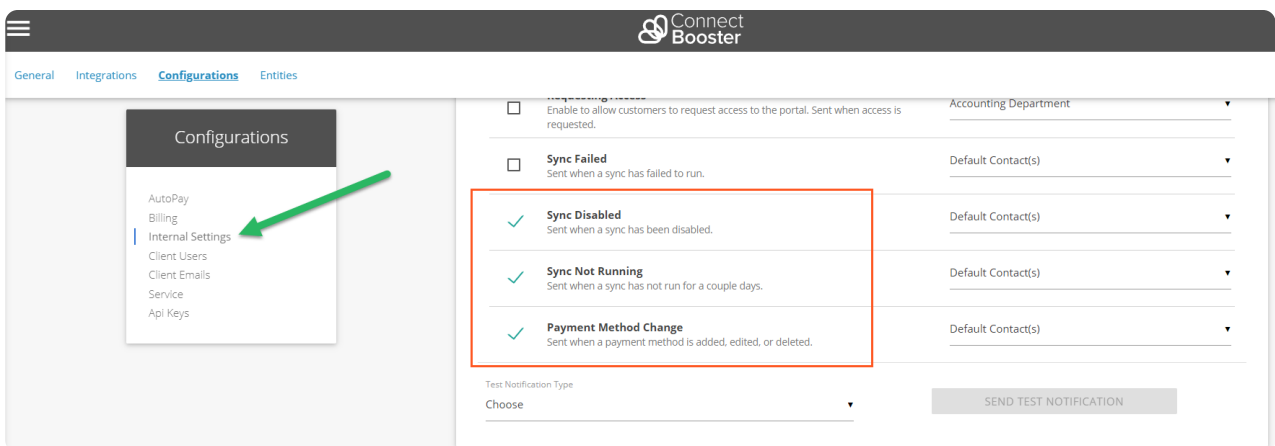 Connect
Booster
General Integrations Configurations Entities
Configurations
AutoPay
Billing
Internal Settings
Client Users
Client Emails
Service
Api Keys
Requesting Access
Enable to allow customers to request access to the portal. Sent when access is
requested.
Accounting Department
Sync Failed
Sent when a sync has failed to run.
Default Contact(s)
Sync Disabled
Sent when a sync has been disabled.
Default Contact(s)
Sync Not Running
Sent when a sync has not run for a couple days.
Default Contact(s)
Payment Method Change
Sent when a payment method is added, edited, or deleted.
Default Contact(s)
Test Notification Type
Choose
SEND TEST NOTIFICATION